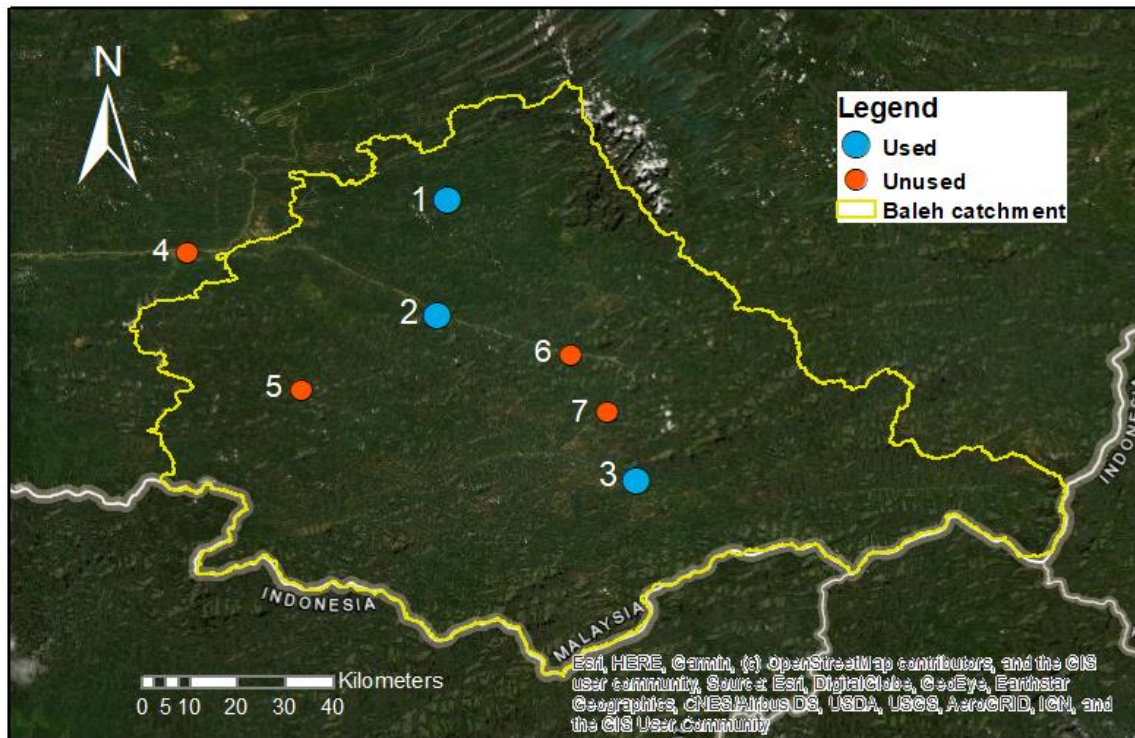 N
Legend
Used
Unused
Baleh catchment
1
4
2
6
5
7
3
INDONESIA
INDONESIA
MALAYSIA
Kilometers
0 5 10 20 30 40
Esri, HERE, Garmin, (c) OpenStreetMap contributors, and the GIS
user community, Source: Esri, DigitalGlobe, GeoEye, Earthstar
Geographics, CNES/Airbus DS, USDA, USGS, AeroGRID, IGN, and
the GIS User Community